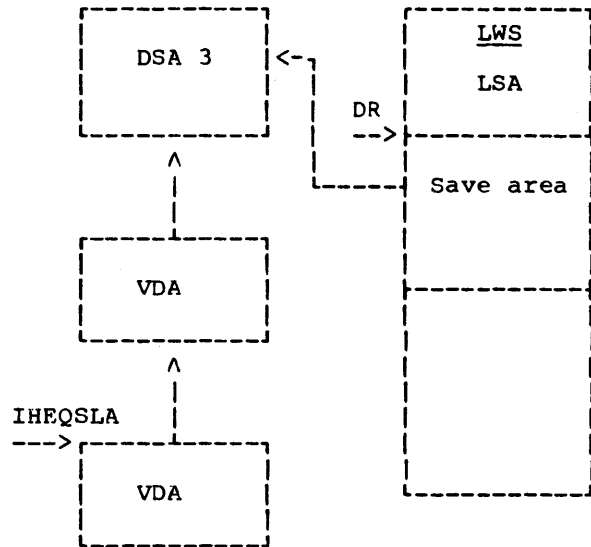 LWS
DSA 3
LSA
DR
Save area
VDA
IHEQSLA
VDA